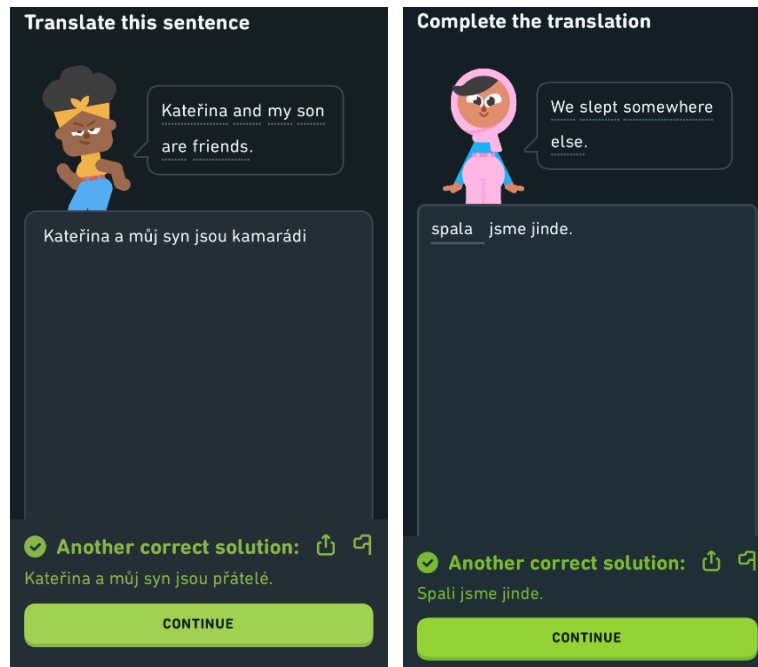 Translate this sentence
Kateřina and my son
are friends.
Kateřina a můj syn jsou kamarádi
Another correct solution:
Kateřina a můj syn jsou přátelé.
CONTINUE
Complete the translation
We slept somewhere
else.
spala jsme jinde.
Another correct solution:
Spali jsme jinde.
CONTINUE